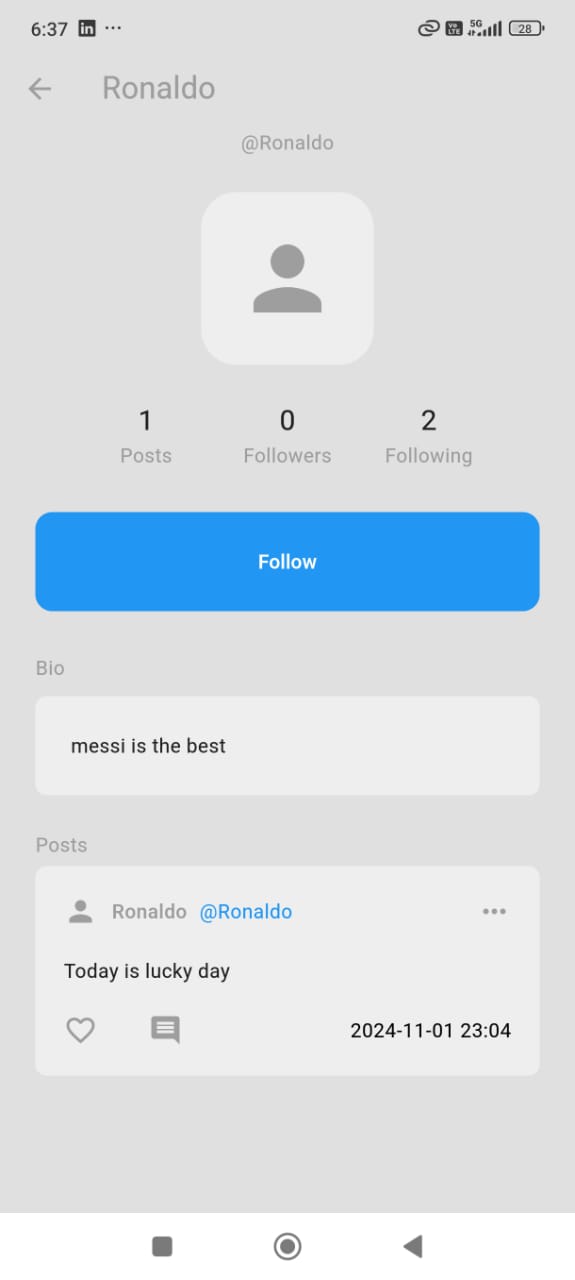 6:37 in ... Vo LTE 5G 28
Ronaldo
@Ronaldo
1 0 2
Posts Followers Following
Follow
Bio
messi is the best
Posts
Ronaldo @Ronaldo
Today is lucky day
2024-11-01 23:04